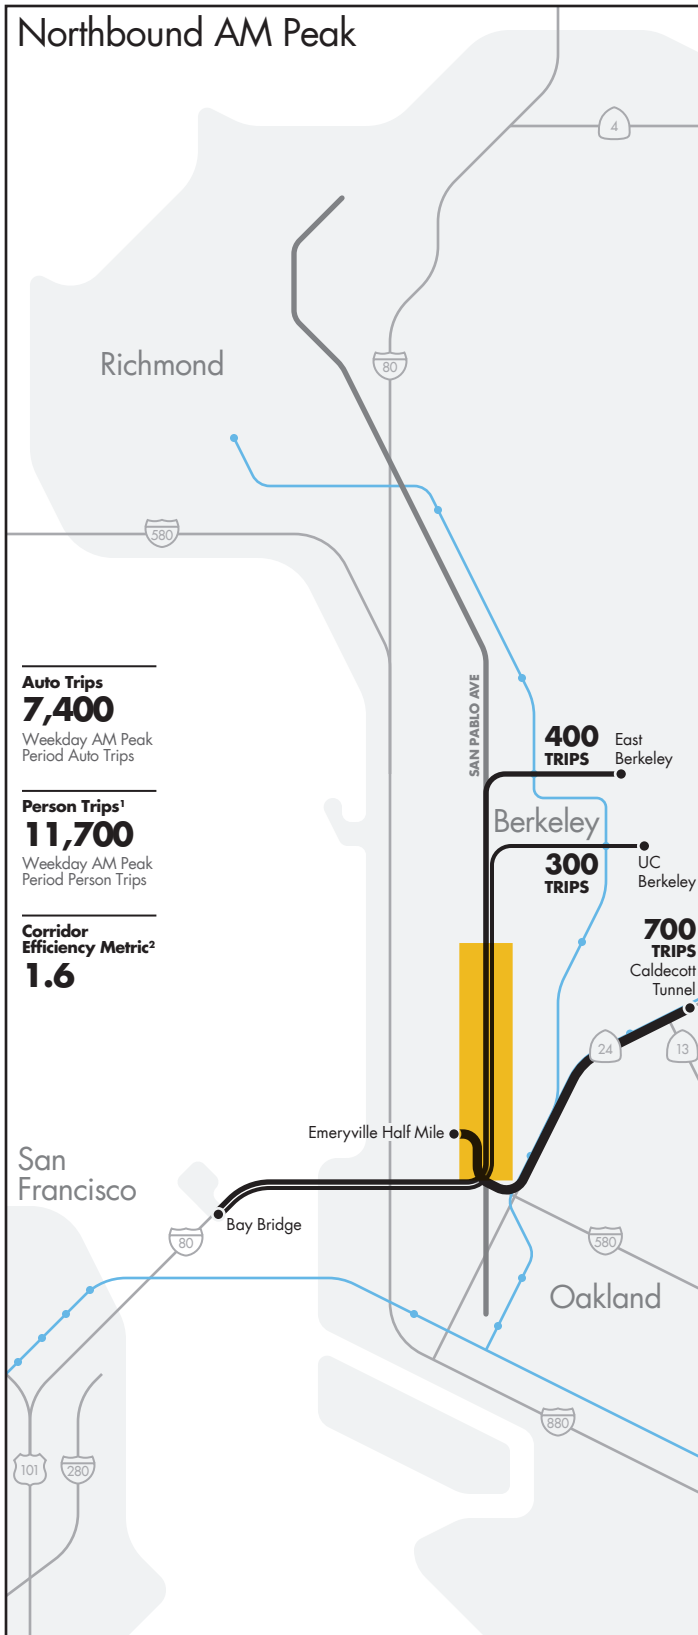 Northbound AM Peak
4
Richmond
80
580
Auto Trips
7,400
Weekday AM Peak
Period Auto Trips
SAN PABLO AVE
400
TRIPS
East
Berkeley
Person Trips¹
11,700
Weekday AM Peak
Period Person Trips
Berkeley
300
TRIPS
UC
Berkeley
Corridor
Efficiency Metric²
1.6
700
TRIPS
Caldecott
Tunnel
24
13
Emeryville Half Mile
San
Francisco
Bay Bridge
80
580
Oakland
880
101
280